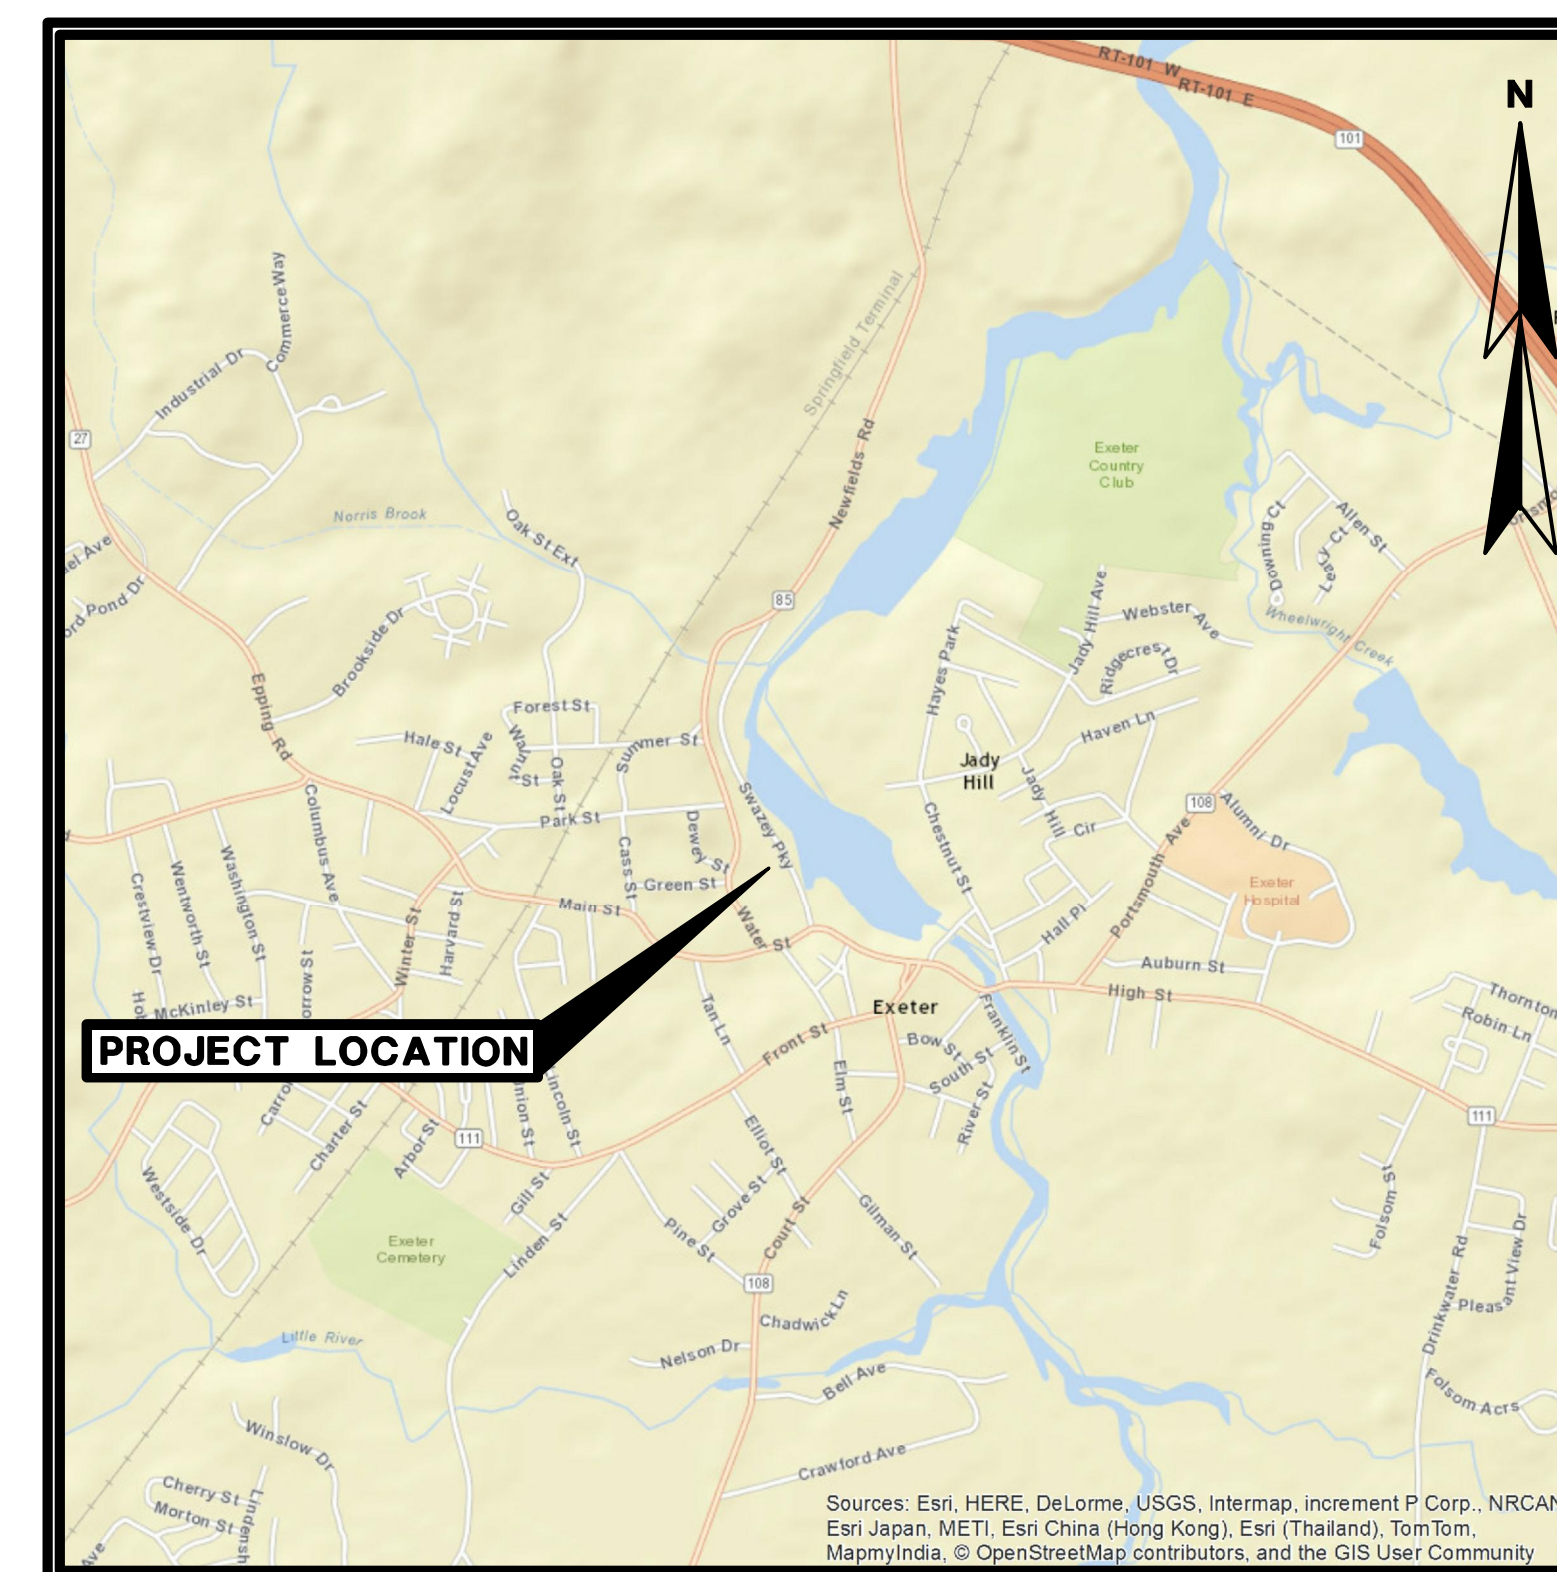 RT-101 W
RT-101 E
N
101
Commerce Way
Industrial Dr
Springfield Terminal
27
Newfields Rd
Exeter
Country
Club
Norris Brook
Oak St Ext
Allen St
Leary Ct
Downing Ct
Pond Dr
85
Webster Ave
Wheelwright Creek
Jady Hill Ave
Ridgecrest Dr
Hayes Park
Brookside Dr
Epping Rd
Forest St
Haven Ln
Hale St
Locust Ave
Walnut St
Summer St
Oak St
Jady
Hill
Jady Hill Cir
Swazey Pky
108
Alumni Dr
Columbus Ave
Park St
Dewey St
Cass St
Chestnut St
Portsmouth Ave
Crestview Dr
Wentworth St
Washington St
Green St
Exeter
Hospital
Main St
Water St
Hall Pl
Winter St
Harvard St
Auburn St
High St
McKinley St
Tan Ln
Exeter
Franklin St
Thornton
Robin Ln
PROJECT LOCATION
Front St
Bow St
South St
River St
Elm St
Charter St
Arbor St
111
Union St
Lincoln St
111
Elliot St
Westside Dr
Gill St
Grove St
Court St
Gilman St
Pine St
Linden St
Folsom St
Exeter
Cemetery
108
Drinkwater Rd
Pleasant View Dr
Little River
Chadwick Ln
Nelson Dr
Bell Ave
Folsom Acrs
Winslow Dr
Crawford Ave
Cherry St
Morton St
Lindensh
Ave
Sources: Esri, HERE, DeLorme, USGS, Intermap, increment P Corp., NRCAN
Esri Japan, METI, Esri China (Hong Kong), Esri (Thailand), TomTom,
MapmyIndia, © OpenStreetMap contributors, and the GIS User Community